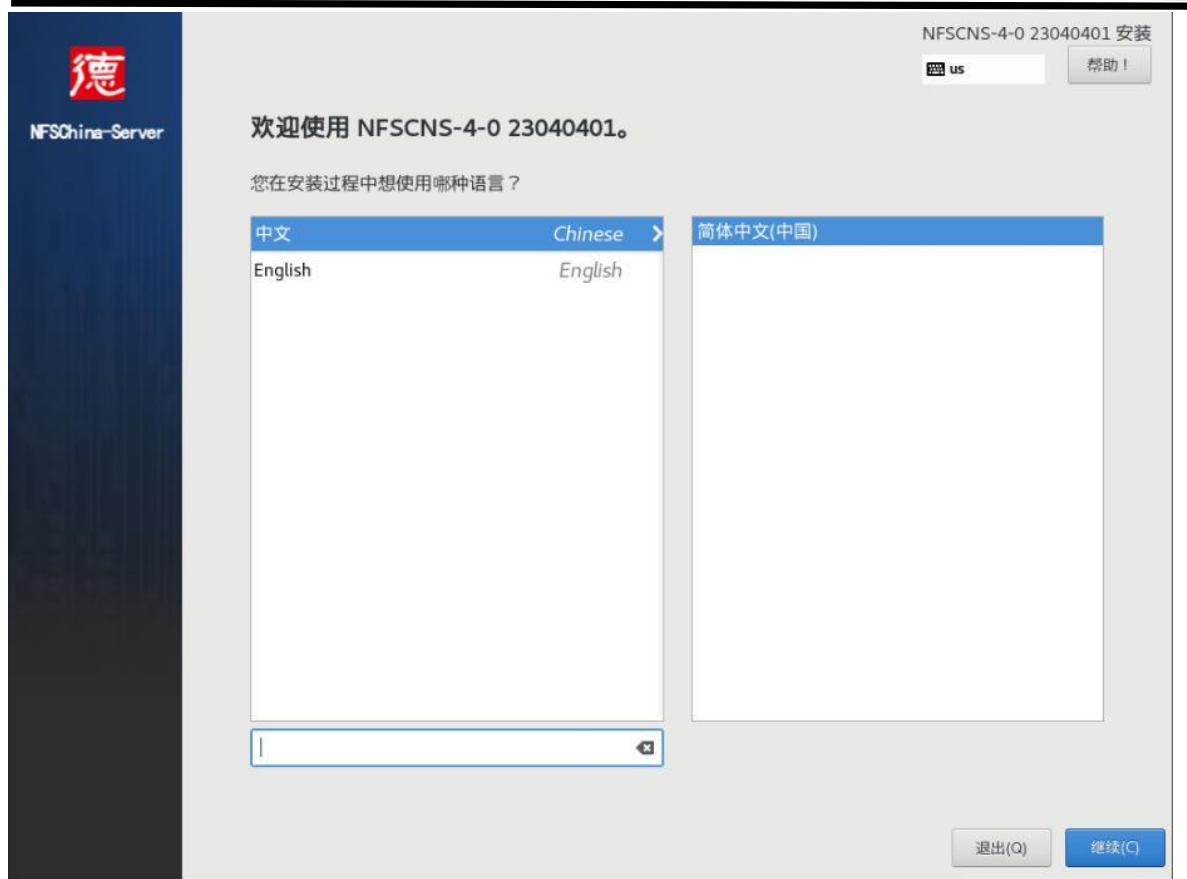 NFSCNS-4-0 23040401 安装
德
us
帮助！
NFSChina-Server
欢迎使用 NFSCNS-4-0 23040401。
您在安装过程中想使用哪种语言？
中文 Chinese
简体中文(中国)
English English
退出(Q)
继续(C)